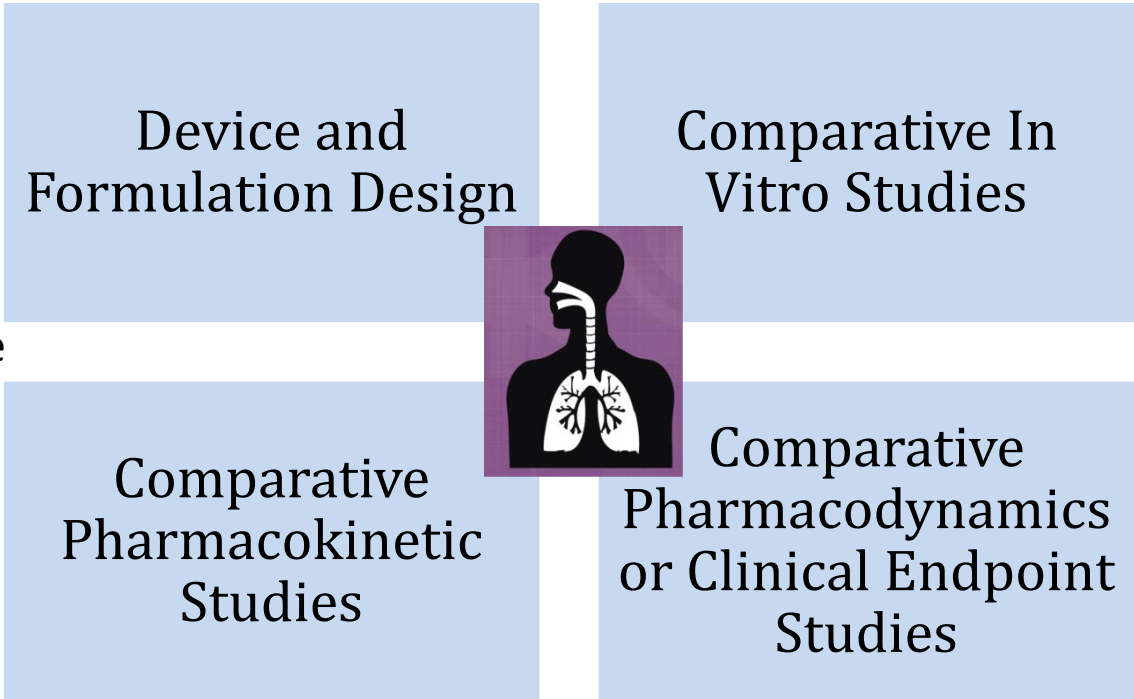 Device and
Formulation Design
Comparative In
Vitro Studies
e
Comparative
Pharmacokinetic
Studies
Comparative
Pharmacodynamics
or Clinical Endpoint
Studies